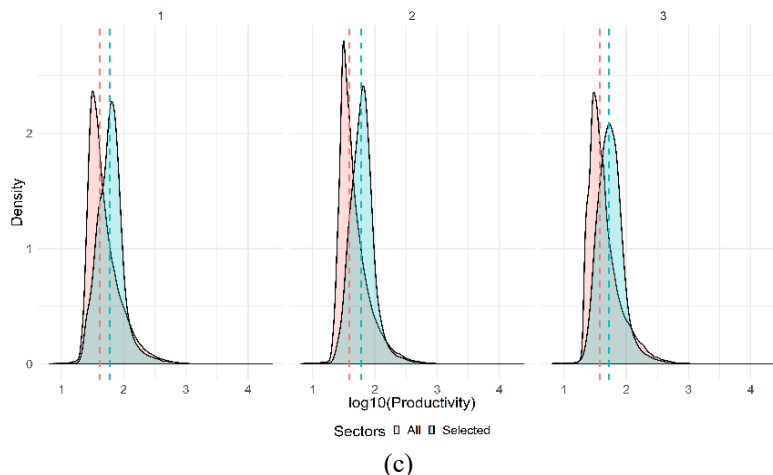 1 2 3
2
1
0
Density
1 2 3 4 1 2 3 4 1 2 3 4
log10(Productivity)
Sectors All Selected
(c)